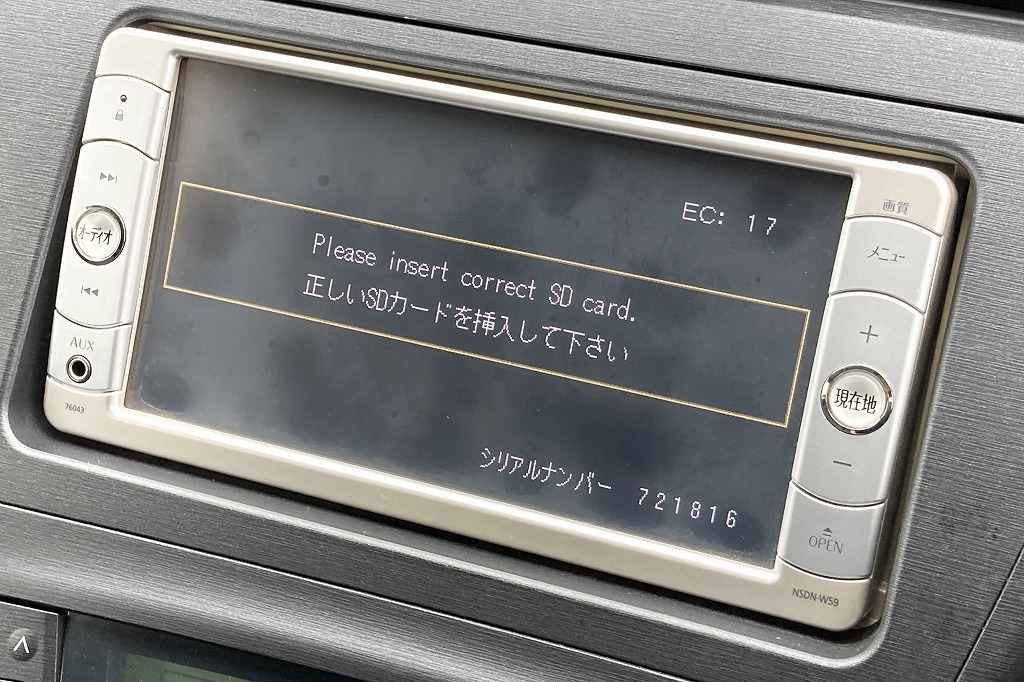 EC: 17
Please insert correct SD card.
正しいSDカードを挿入して下さい
シリアルナンバー 721816
オーディオ
AUX
76043
画質
メニュー
+
現在地
−
OPEN
NSDN-W59